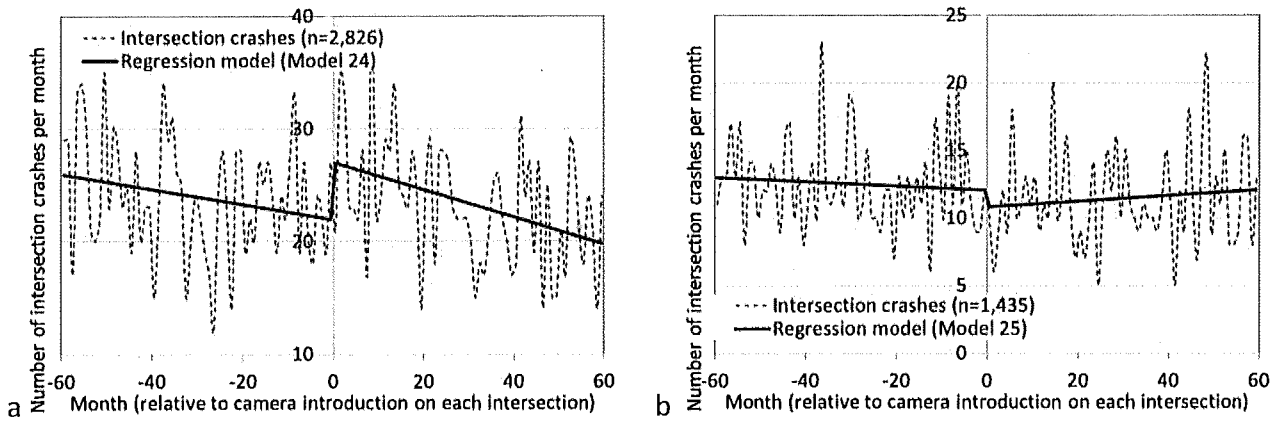 40
Intersection crashes (n=2,826)
Regression model (Model 24)
30
20
10
-60 -40 -20 0 20 40 60
Number of intersection crashes per month
Month (relative to camera introduction on each intersection)
a
25
20
15
10
5
0
Intersection crashes (n=1,435)
Regression model (Model 25)
-60 -40 -20 0 20 40 60
Number of intersection crashes per month
Month (relative to camera introduction on each intersection)
b